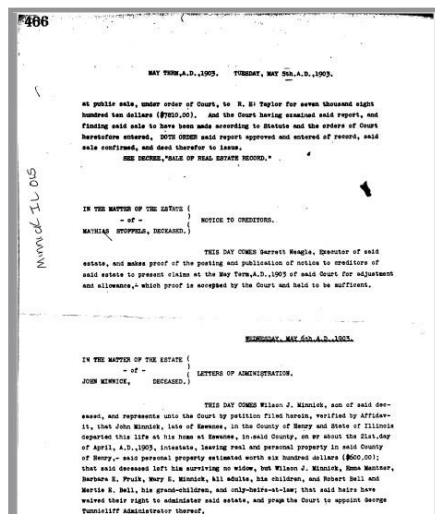 406
MAY TERM,A.D.,1903. TUESDAY, MAY 5th.A.D.,1903.
at public sale, under order of Court, to R. H. Taylor for seven thousand eight
hundred ten dollars ($7810.00). And the Court having examined said report, and
finding said sale to have been made according to Statute and the orders of Court
heretofore entered, DOTH ORDER said report approved and entered of record, said
sale confirmed, and deed therefor to issue.
SEE DECREE,"SALE OF REAL ESTATE RECORD."
Minnick IL 015
IN THE MATTER OF THE ESTATE (
- of - ) NOTICE TO CREDITORS.
MATHIAS STOFFELS, DECEASED.)
THIS DAY COMES Garrett Neagle, Executor of said
estate, and makes proof of the posting and publication of notice to creditors of
said estate to present claims at the May Term,A.D.,1903 of said Court for adjustment
and allowance,- which proof is accepted by the Court and held to be sufficent.
WEDNESDAY, MAY 6th.A.D.,1903.
IN THE MATTER OF THE ESTATE (
- of - ) LETTERS OF ADMINISTRATION.
JOHN MINNICK, DECEASED.)
THIS DAY COMES Wilson J. Minnick, son of said dec-
eased, and represents unto the Court by petition filed herein, verified by Affidav-
it, that John Minnick, late of Kewanee, in the County of Henry and State of Illinois
departed this life at his home at Kewanee, in said County, on or about the 21st.day
of April, A.D.,1903, intestate, leaving real and personal property in said County
of Henry,- said personal property estimated worth six hundred dollars ($600.00);
that said deceased left him surviving no widow, but Wilson J. Minnick, Emma Mantzer,
Barbara E. Fruik, Mary E. Minnick, all adults, his children, and Robert Bell and
Mertie E. Bell, his grand-children, and only-heirs-at-law; that said heirs have
waived their right to administer said estate, and pray the Court to appoint George
Tunnicliff Administrator thereof.